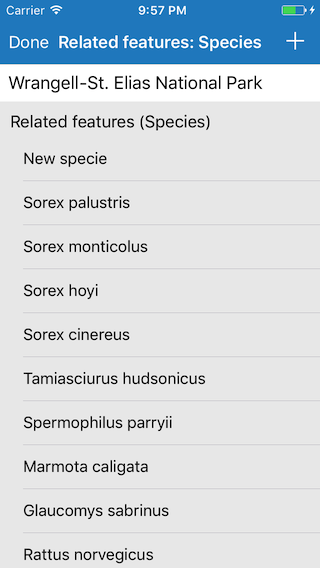 Carrier 9:57 PM
Done Related features: Species +
Wrangell-St. Elias National Park
Related features (Species)
New specie
Sorex palustris
Sorex monticolus
Sorex hoyi
Sorex cinereus
Tamiasciurus hudsonicus
Spermophilus parryii
Marmota caligata
Glaucomys sabrinus
Rattus norvegicus